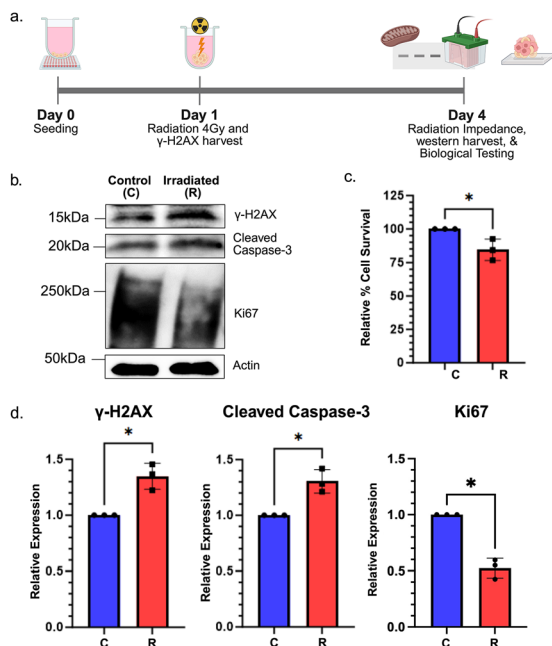 a.
Day 0
Seeding
Day 1
Radiation 4Gy and
γ-H2AX harvest
Day 4
Radiation Impedance,
western harvest, &
Biological Testing
b.
Control
(C)
Irradiated
(R)
15kDa
γ-H2AX
20kDa
Cleaved
Caspase-3
250kDa
Ki67
50kDa
Actin
c.
Relative % Cell Survival
125
100
75
50
25
0
*
C
R
d.
γ-H2AX
Relative Expression
1.5
1.0
0.5
0.0
*
C
R
Cleaved Caspase-3
Relative Expression
1.5
1.0
0.5
0.0
*
C
R
Ki67
Relative Expression
1.5
1.0
0.5
0.0
*
C
R